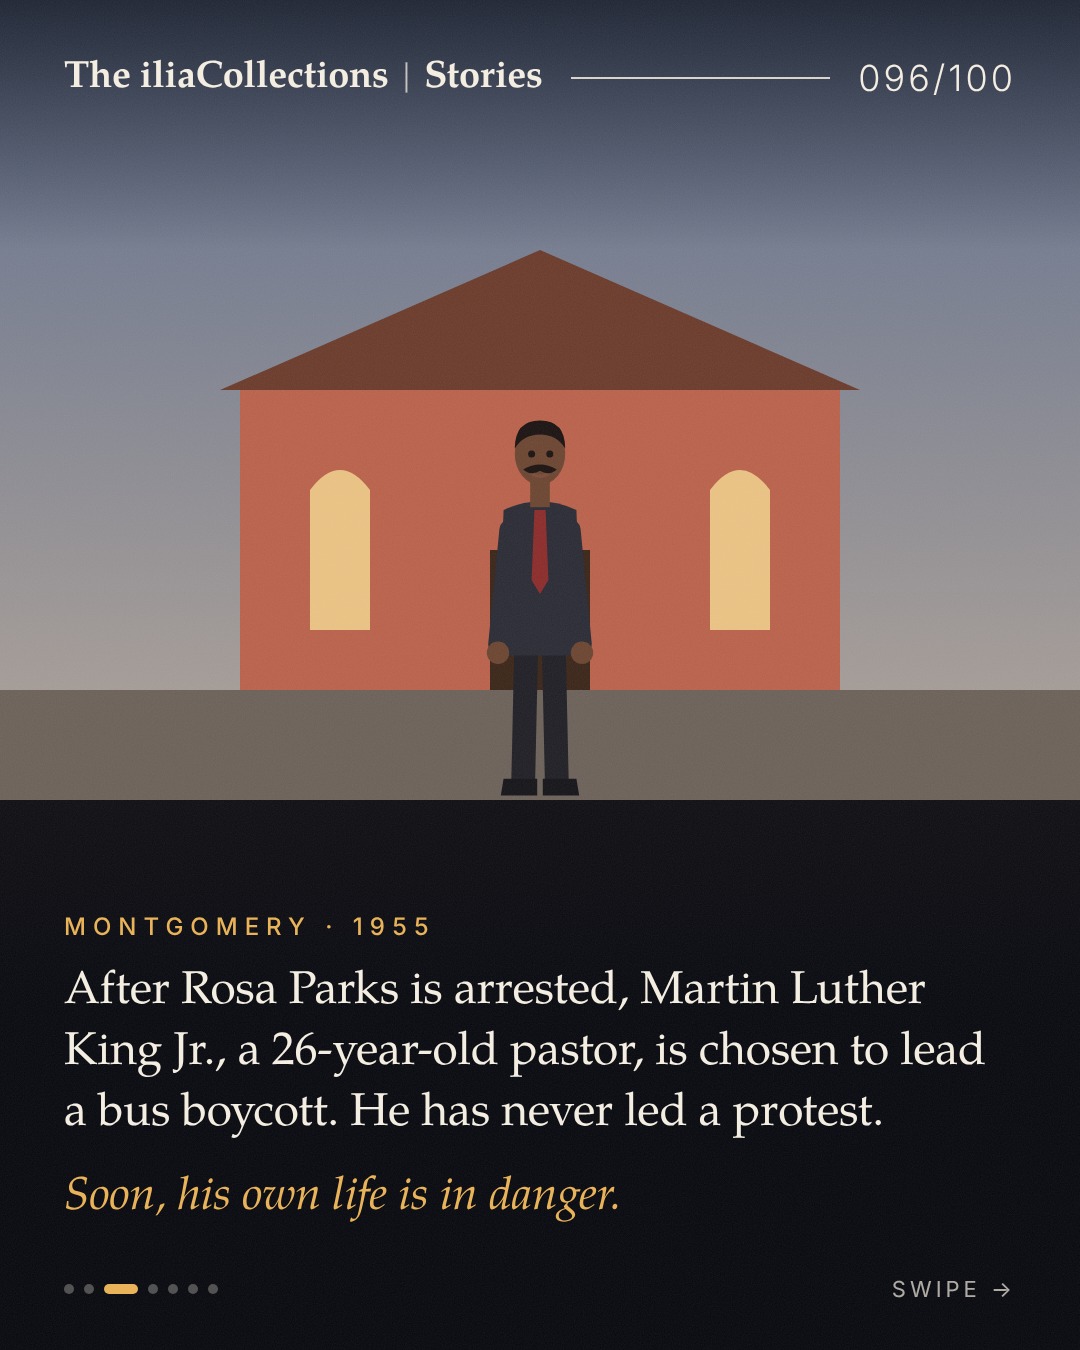 The iliaCollections | Stories 096/100
MONTGOMERY · 1955
After Rosa Parks is arrested, Martin Luther
King Jr., a 26-year-old pastor, is chosen to lead
a bus boycott. He has never led a protest.
Soon, his own life is in danger.
SWIPE →